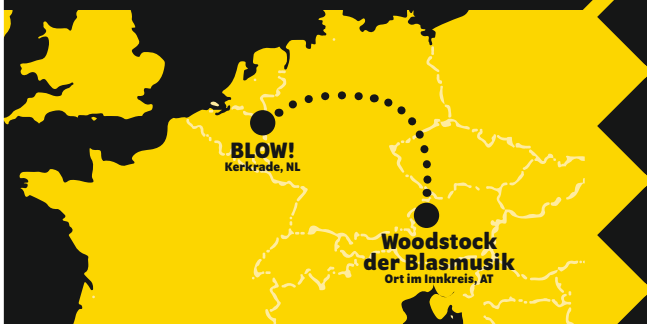 BLOW!
Kerkrade, NL
Woodstock
der Blasmusik
Ort im Innkreis, AT